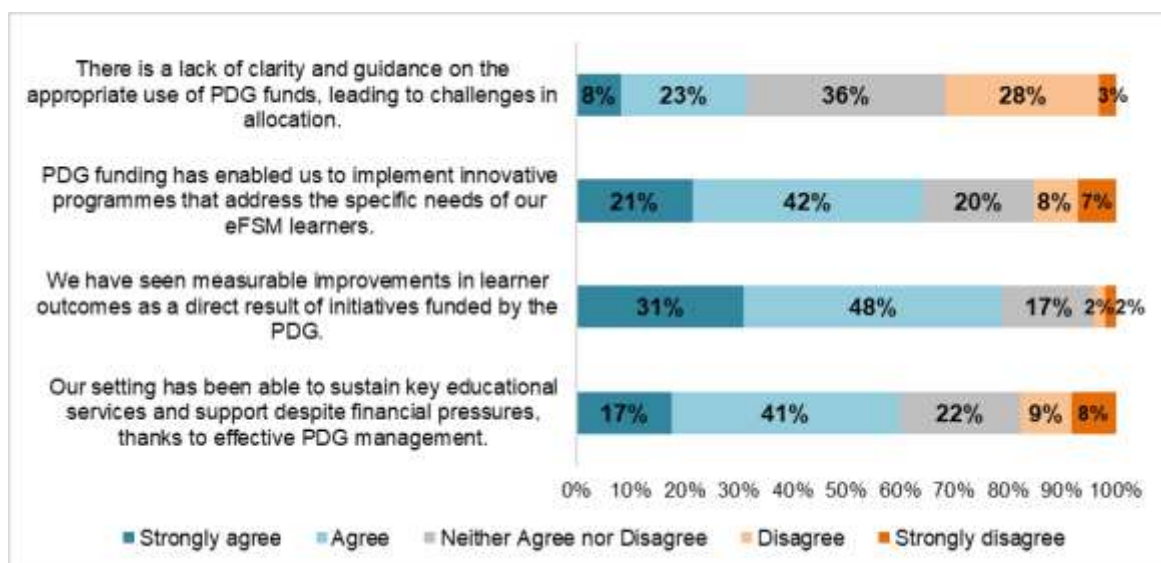 There is a lack of clarity and guidance on the
appropriate use of PDG funds, leading to challenges in
allocation.
8% 23% 36% 28% 3%
PDG funding has enabled us to implement innovative
programmes that address the specific needs of our
eFSM learners.
21% 42% 20% 8% 7%
We have seen measurable improvements in learner
outcomes as a direct result of initiatives funded by the
PDG.
31% 48% 17% 2% 2%
Our setting has been able to sustain key educational
services and support despite financial pressures,
thanks to effective PDG management.
17% 41% 22% 9% 8%
0% 10% 20% 30% 40% 50% 60% 70% 80% 90% 100%
Strongly agree Agree Neither Agree nor Disagree Disagree Strongly disagree